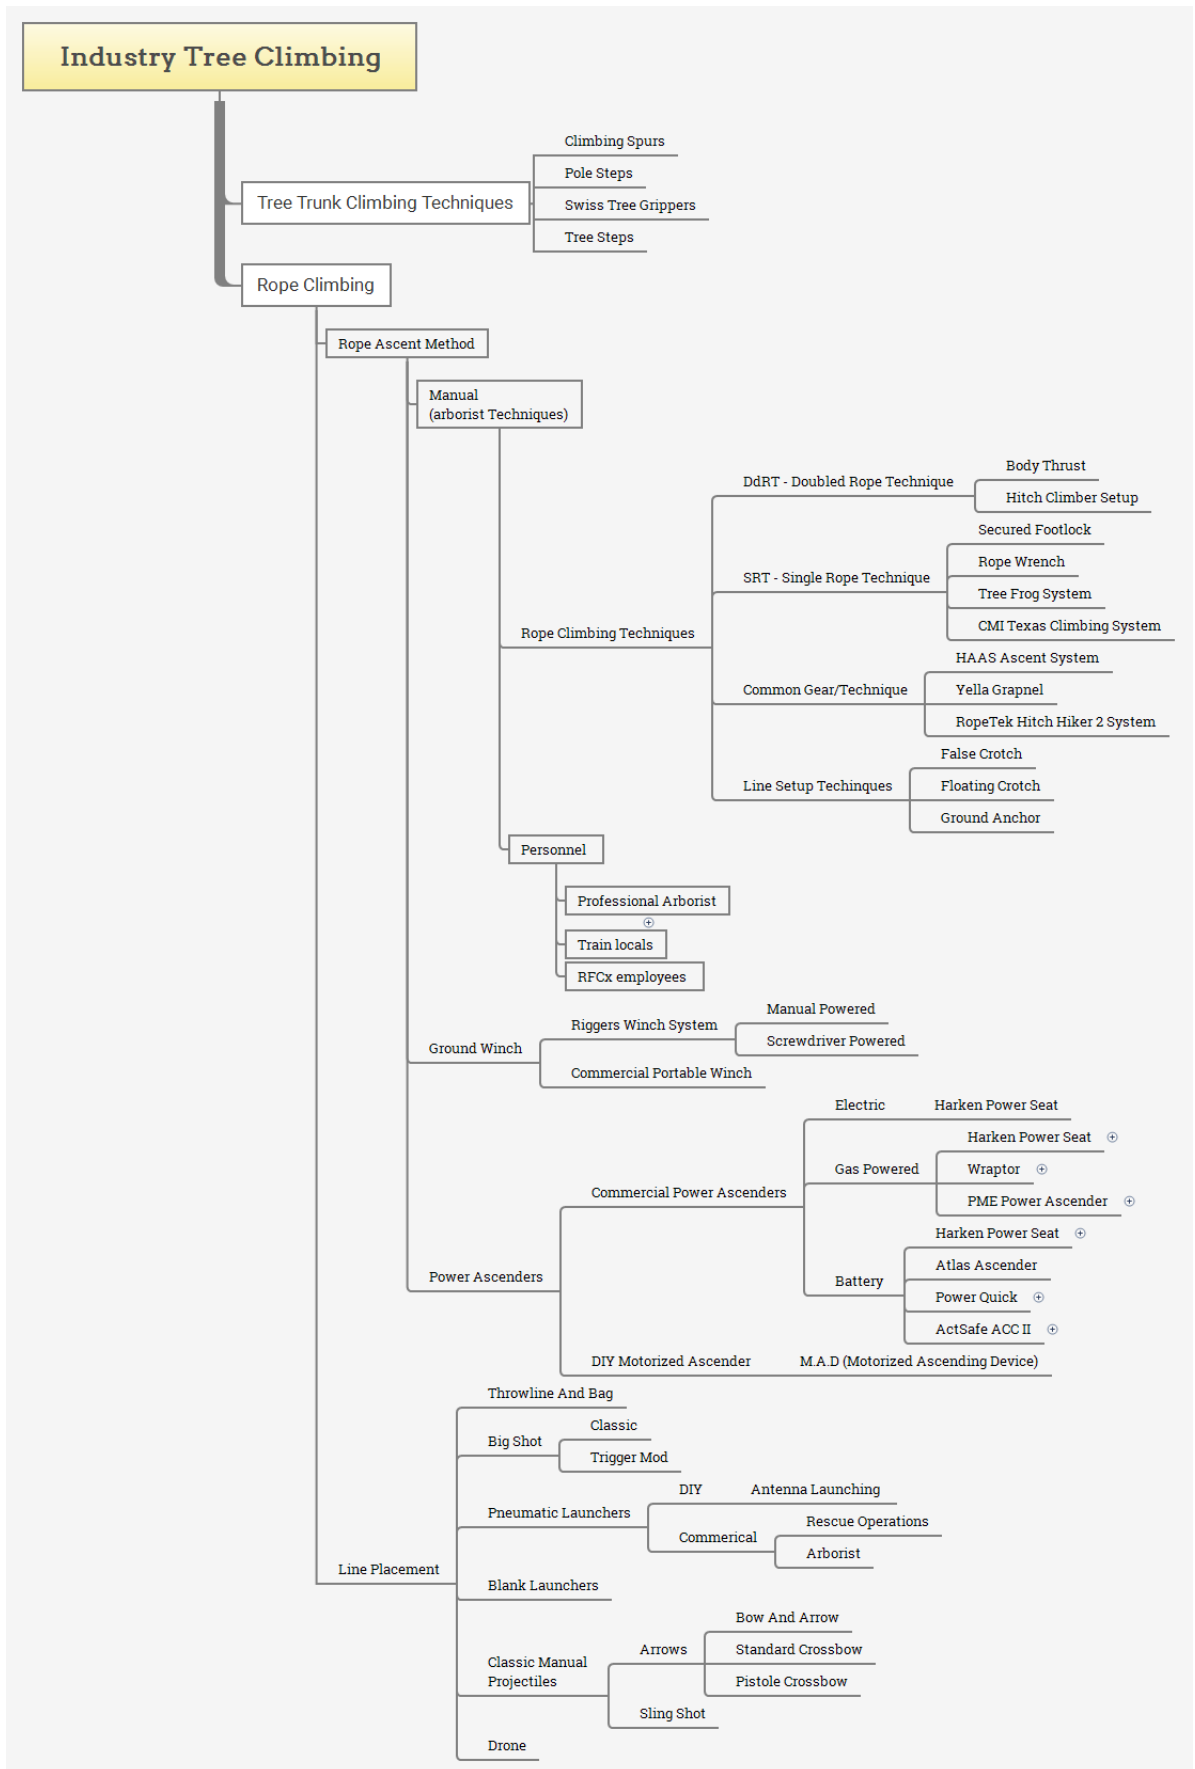 Industry Tree Climbing
Tree Trunk Climbing Techniques
Climbing Spurs
Pole Steps
Swiss Tree Grippers
Tree Steps
Rope Climbing
Rope Ascent Method
Manual
(arborist Techniques)
Rope Climbing Techniques
DdRT - Doubled Rope Technique
Body Thrust
Hitch Climber Setup
SRT - Single Rope Technique
Secured Footlock
Rope Wrench
Tree Frog System
CMI Texas Climbing System
Common Gear/Technique
HAAS Ascent System
Yella Grapnel
RopeTek Hitch Hiker 2 System
Line Setup Techinques
False Crotch
Floating Crotch
Ground Anchor
Personnel
Professional Arborist
Train locals
RFCx employees
Ground Winch
Riggers Winch System
Manual Powered
Screwdriver Powered
Commercial Portable Winch
Power Ascenders
Commercial Power Ascenders
Electric
Harken Power Seat
Gas Powered
Harken Power Seat
Wraptor
PME Power Ascender
Battery
Harken Power Seat
Atlas Ascender
Power Quick
ActSafe ACC II
DIY Motorized Ascender
M.A.D (Motorized Ascending Device)
Line Placement
Throwline And Bag
Big Shot
Classic
Trigger Mod
Pneumatic Launchers
DIY
Antenna Launching
Commerical
Rescue Operations
Arborist
Blank Launchers
Classic Manual
Projectiles
Arrows
Bow And Arrow
Standard Crossbow
Pistole Crossbow
Sling Shot
Drone